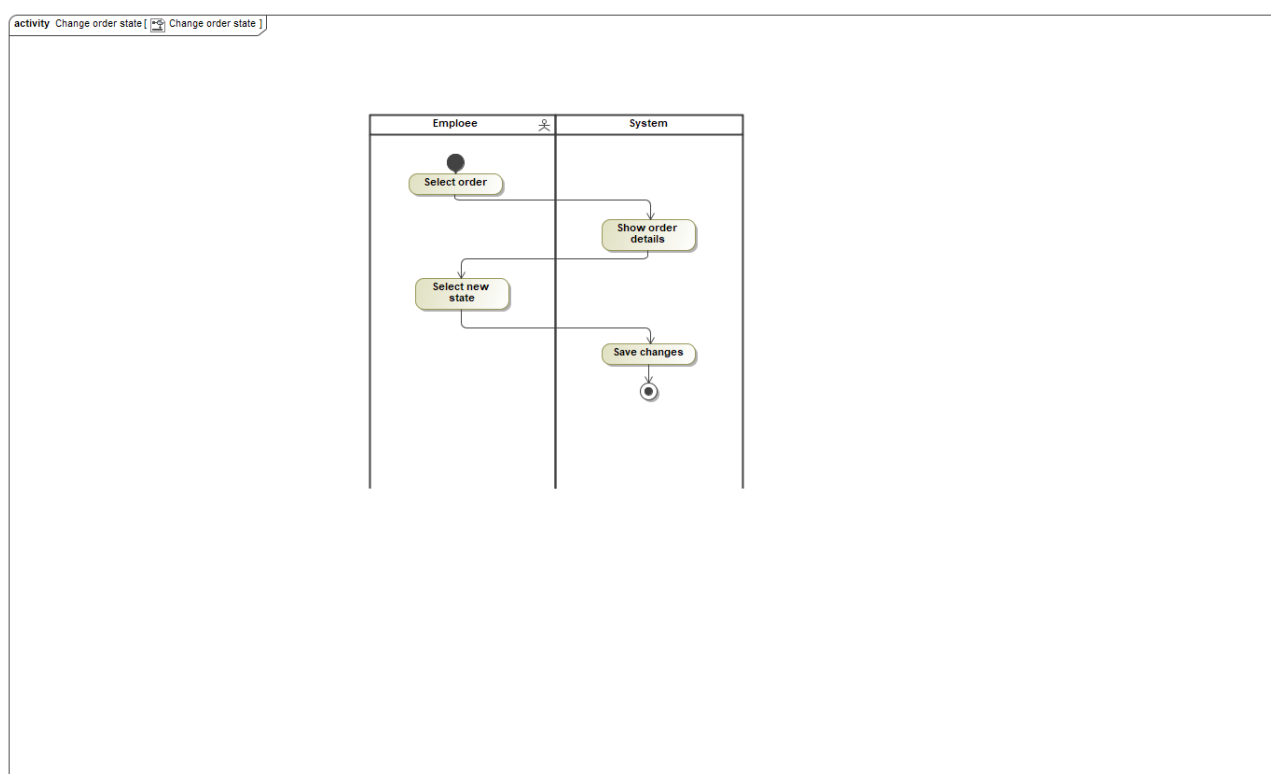 activity Change order state [ Change order state ]
Emploee
System
Select order
Show order
details
Select new
state
Save changes